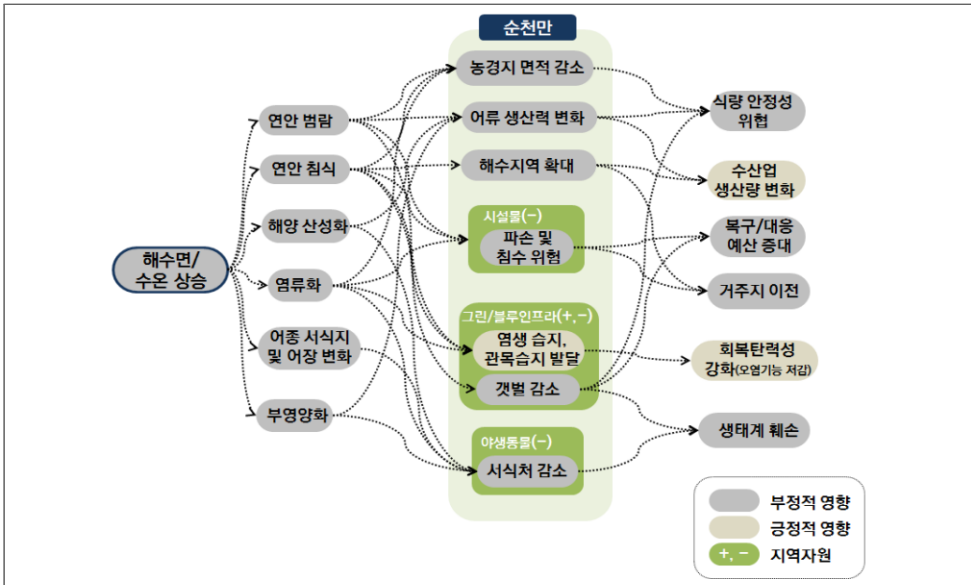 순천만
농경지 면적 감소
식량 안정성
위협
연안 범람
어류 생산력 변화
연안 침식
해수지역 확대
수산업
생산량 변화
해양 산성화
시설물(-)
파손 및
침수 위험
복구/대응
예산 증대
해수면/
수온 상승
염류화
거주지 이전
그린/블루인프라(+,-)
어종 서식지
및 어장 변화
염생 습지,
관목습지 발달
회복탄력성
강화(오염기능 저감)
갯벌 감소
부영양화
생태계 훼손
야생동물(-)
서식처 감소
부정적 영향
긍정적 영향
+, - 지역자원